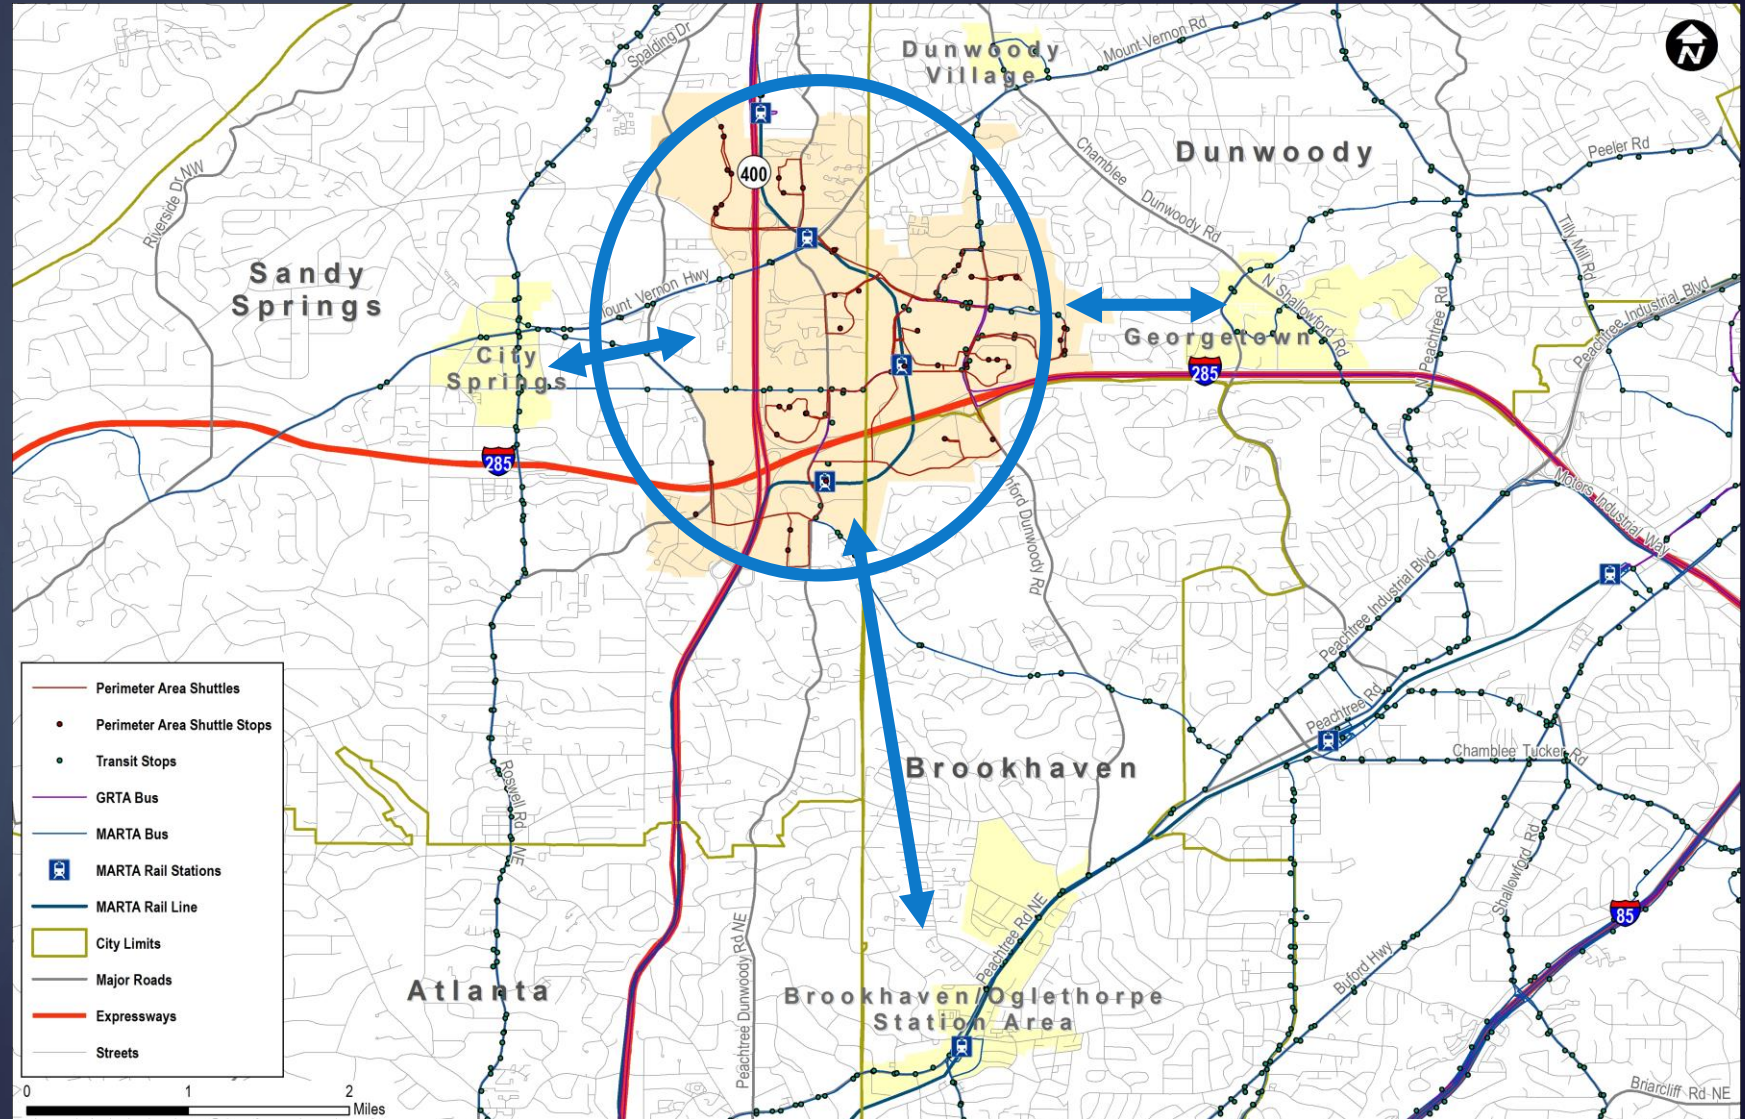 Spalding Dr
Dunwoody
Village
Mount Vernon Rd
N
Dunwoody
Peeler Rd
Riverside Dr NW
400
Chamblee
Dunwoody Rd
Tilly Mill Rd
Sandy
Springs
ount Vernon Hwy
N Shallowford Rd
N Peachtree Rd
Peachtree Industrial Blvd
Georgetown
City
Springs
285
285
Motors Industrial Way
hford Dunwoody Rd
Peachtree Industrial Blvd
Perimeter Area Shuttles
Perimeter Area Shuttle Stops
Transit Stops
GRTA Bus
MARTA Bus
MARTA Rail Stations
MARTA Rail Line
City Limits
Major Roads
Expressways
Streets
0 1 2
Miles
Roswell Rd NE
Peachtree Rd
Chamblee Tucker Rd
Brookhaven
Shallowford Rd
85
Peachtree Rd NE
Peachtree Dunwoody Rd NE
Buford Hwy
Atlanta
Brookhaven/Oglethorpe
Station Area
Briarcliff Rd NE